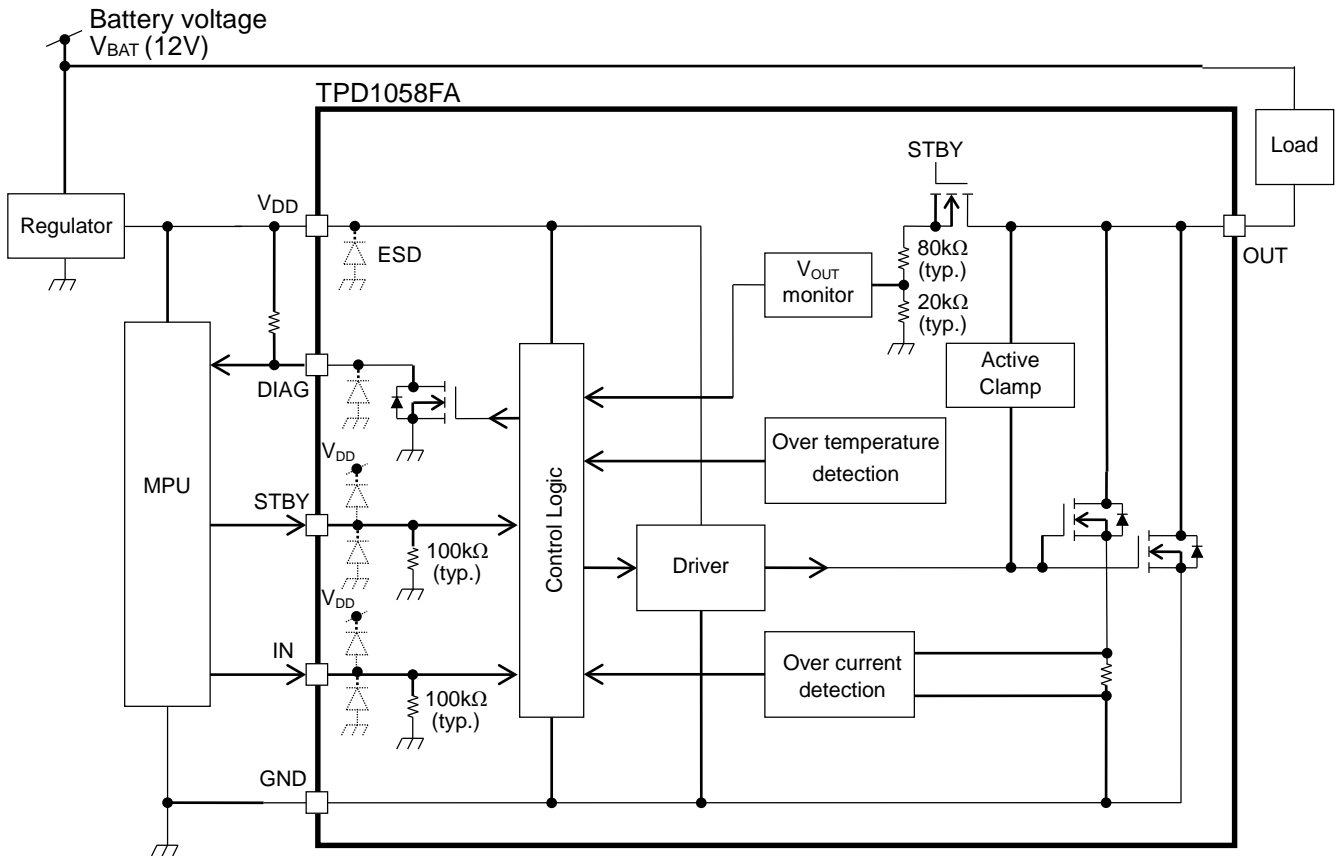 Battery voltage
VBAT (12V)
TPD1058FA
STBY
Load
VDD
Regulator
ESD
80kΩ
(typ.)
OUT
VOUT
monitor
20kΩ
(typ.)
Active
Clamp
DIAG
Over temperature
detection
VDD
MPU
STBY
Control Logic
100kΩ
(typ.)
Driver
VDD
IN
Over current
detection
100kΩ
(typ.)
GND